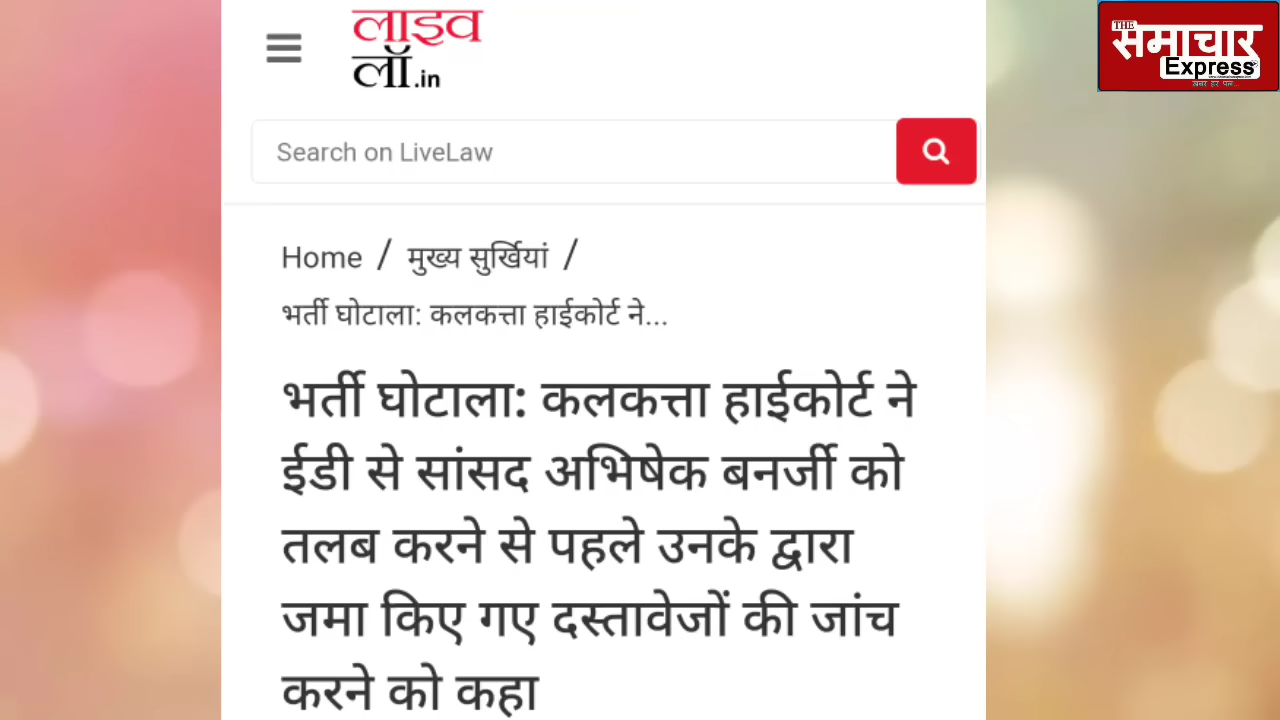 लाइव
लॉ.in
THE
समाचार
Express
Search on LiveLaw
Home / मुख्य सुर्खियां /
भर्ती घोटाला: कलकत्ता हाईकोर्ट ने...
भर्ती घोटाला: कलकत्ता हाईकोर्ट ने
ईडी से सांसद अभिषेक बनर्जी को
तलब करने से पहले उनके द्वारा
जमा किए गए दस्तावेजों की जांच
करने को कहा